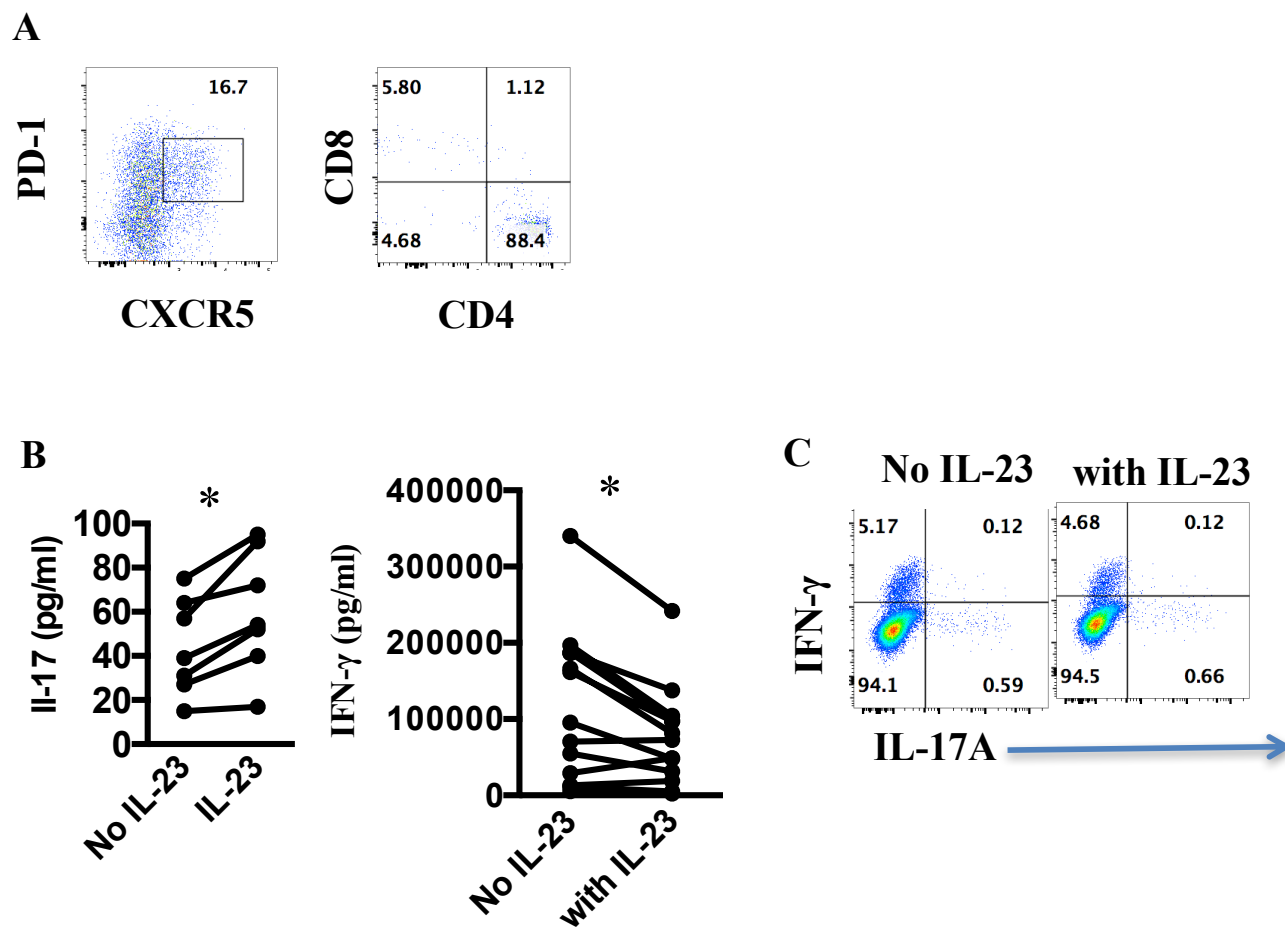 A
16.7
PD-1
CXCR5
5.80 1.12
CD8
4.68 88.4
CD4
B
*
100
80
60
40
20
0
Il-17 (pg/ml)
No IL-23
IL-23
*
400000
300000
200000
100000
0
IFN-γ (pg/ml)
No IL-23
with IL-23
C
No IL-23 with IL-23
5.17 0.12
4.68 0.12
IFN-γ
94.1 0.59
94.5 0.66
IL-17A